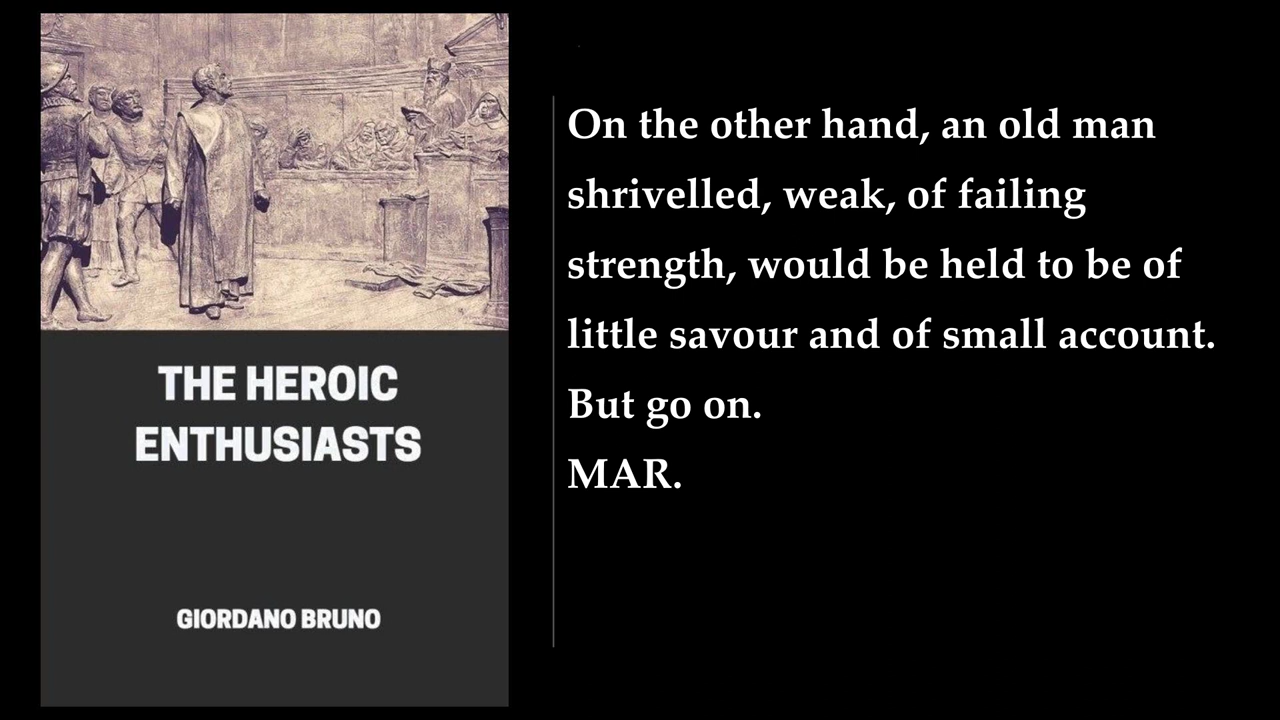 THE HEROIC
ENTHUSIASTS
GIORDANO BRUNO
On the other hand, an old man
shrivelled, weak, of failing
strength, would be held to be of
little savour and of small account.
But go on.
MAR.